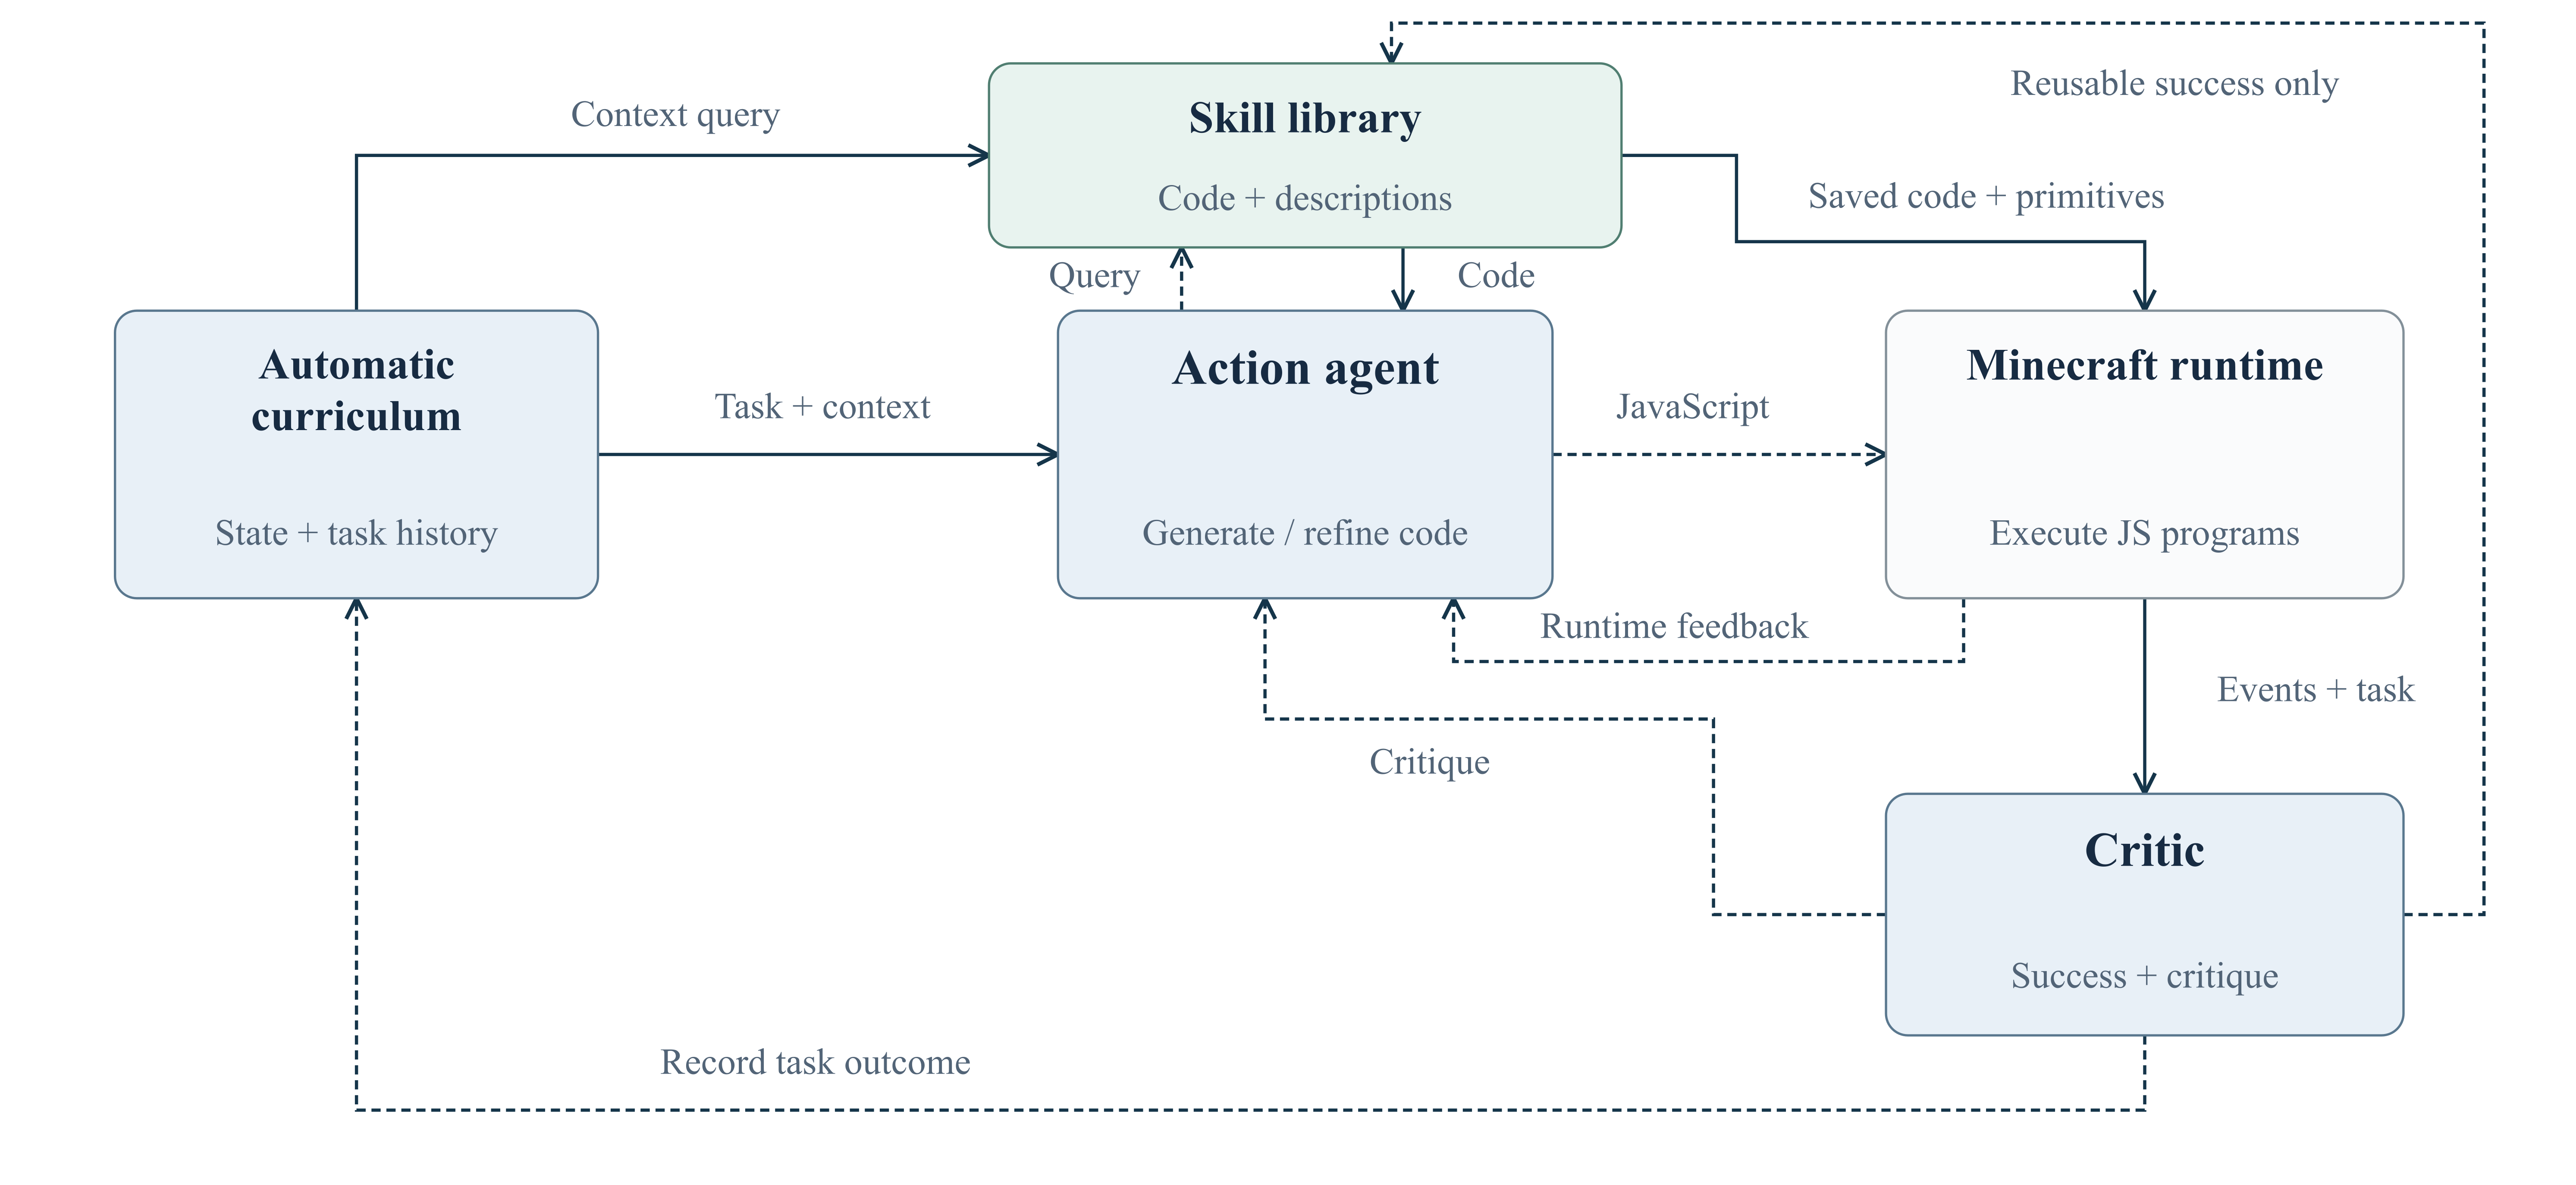 Reusable success only
Context query
Skill library
Code + descriptions
Saved code + primitives
Query
Code
Automatic
curriculum
State + task history
Task + context
Action agent
Generate / refine code
JavaScript
Minecraft runtime
Execute JS programs
Runtime feedback
Events + task
Critique
Critic
Success + critique
Record task outcome